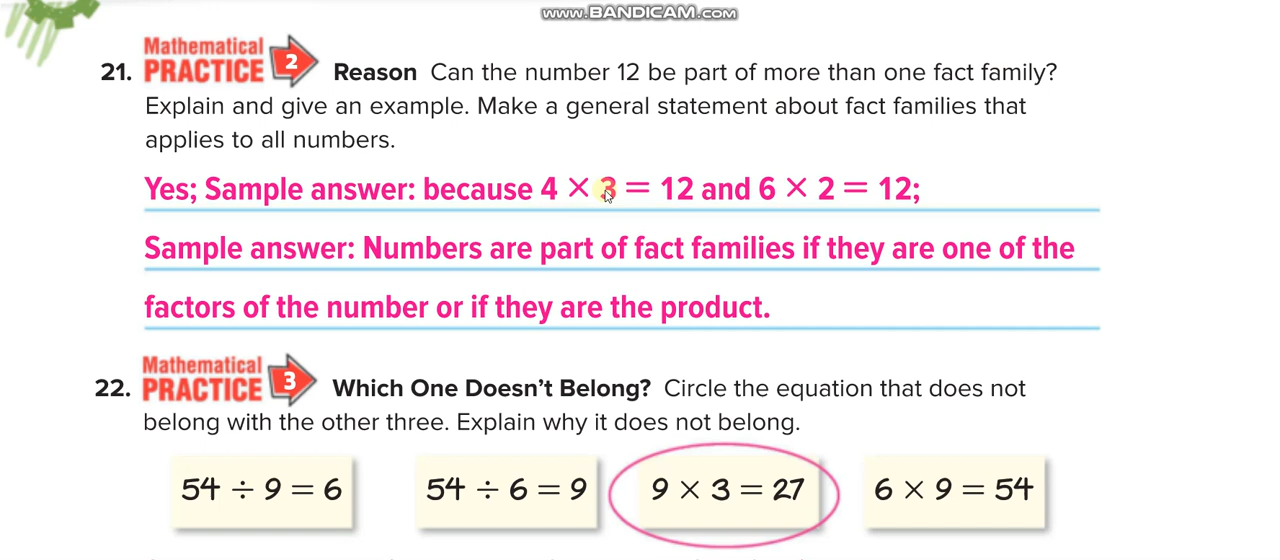 www.BANDICAM.com
Mathematical
21. PRACTICE 2 Reason Can the number 12 be part of more than one fact family?
Explain and give an example. Make a general statement about fact families that
applies to all numbers.
Yes; Sample answer: because 4 × 3 = 12 and 6 × 2 = 12;
Sample answer: Numbers are part of fact families if they are one of the
factors of the number or if they are the product.
Mathematical
22. PRACTICE 3 Which One Doesn't Belong? Circle the equation that does not
belong with the other three. Explain why it does not belong.
54 ÷ 9 = 6 54 ÷ 6 = 9 9 × 3 = 27 6 × 9 = 54